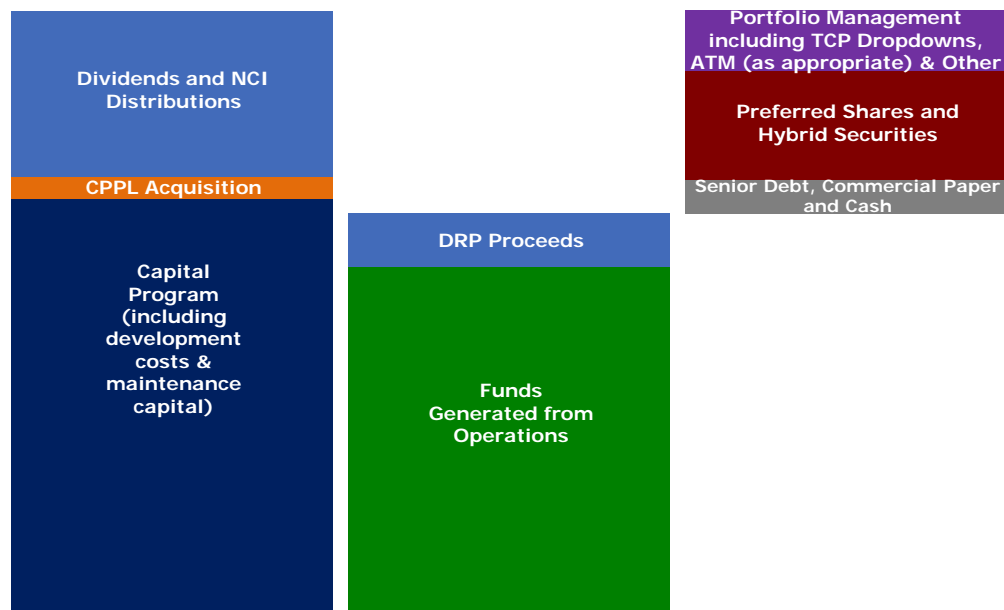 Dividends and NCI
Distributions
CPPL Acquisition
Capital
Program
(including
development
costs &
maintenance
capital)
DRP Proceeds
Funds
Generated from
Operations
Portfolio Management
including TCP Dropdowns,
ATM (as appropriate) & Other
Preferred Shares and
Hybrid Securities
Senior Debt, Commercial Paper
and Cash